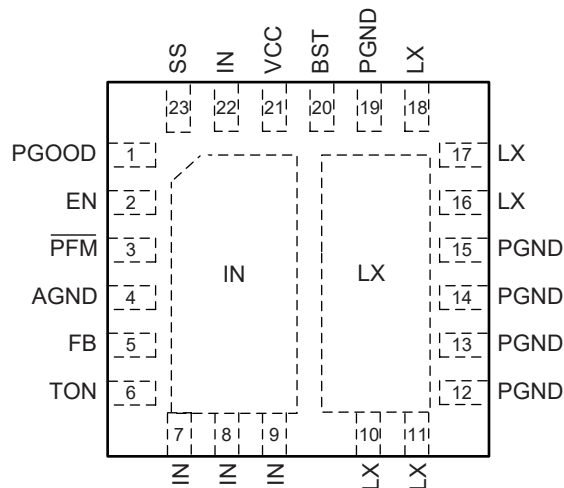 SS
IN
VCC
BST
PGND
LX
23
22
21
20
19
18
PGOOD 1
17 LX
EN 2
16 LX
PFM 3
15 PGND
AGND 4
IN
LX
14 PGND
FB 5
13 PGND
TON 6
12 PGND
7
8
9
10
11
IN
IN
IN
LX
LX